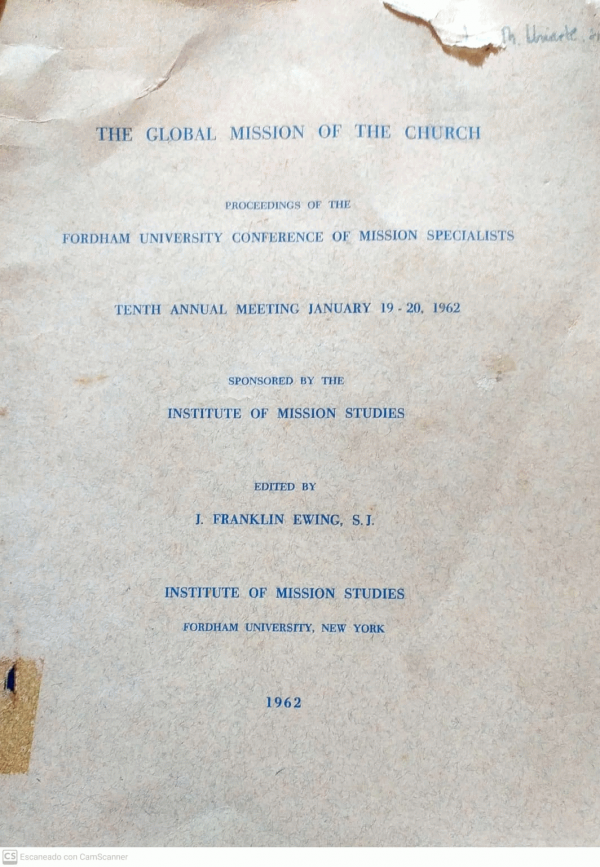 Uriarte
THE GLOBAL MISSION OF THE CHURCH
PROCEEDINGS OF THE
FORDHAM UNIVERSITY CONFERENCE OF MISSION SPECIALISTS
TENTH ANNUAL MEETING JANUARY 19 - 20, 1962
SPONSORED BY THE
INSTITUTE OF MISSION STUDIES
EDITED BY
J. FRANKLIN EWING, S. J.
INSTITUTE OF MISSION STUDIES
FORDHAM UNIVERSITY, NEW YORK
1962
CS Escaneado con CamScanner